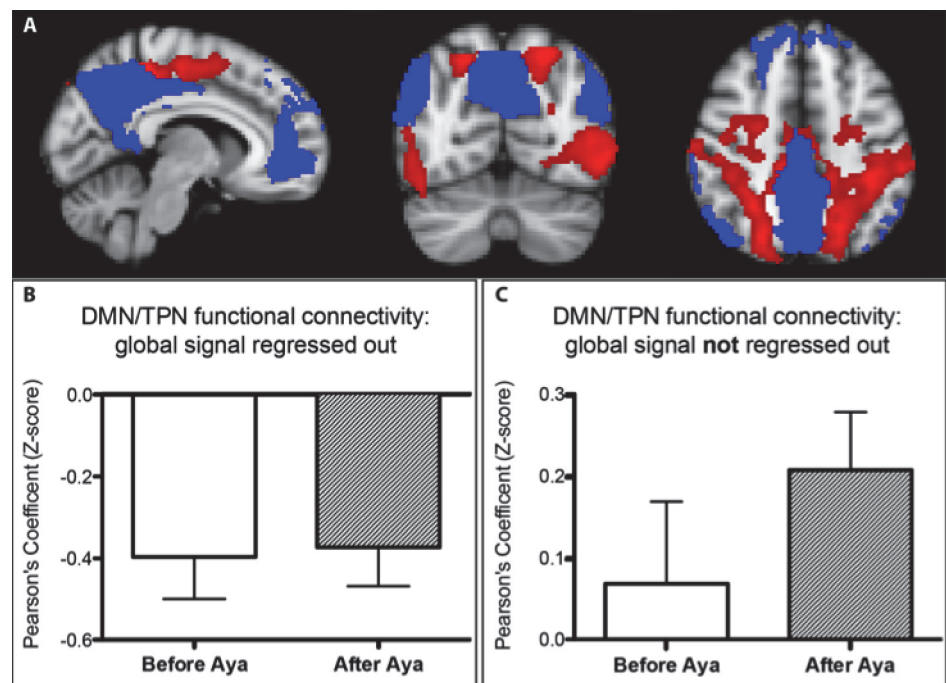 A
B
DMN/TPN functional connectivity:
global signal regressed out
Pearson's Coefficent (Z-score)
0.0
-0.2
-0.4
-0.6
Before Aya
After Aya
C
DMN/TPN functional connectivity:
global signal not regressed out
Pearson's Coefficent (Z-score)
0.3
0.2
0.1
0.0
Before Aya
After Aya